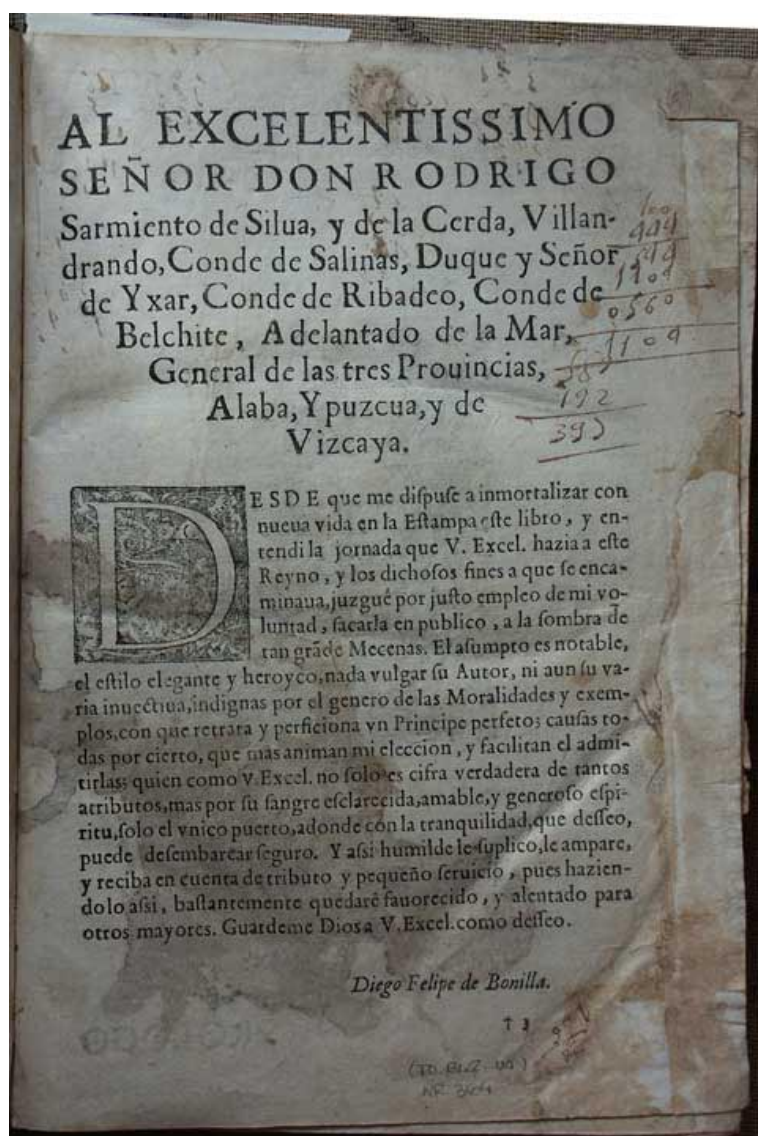 AL EXCELENTISSIMO
SEÑOR DON RODRIGO
Sarmiento de Silua, y de la Cerda, Villan-
drando, Conde de Salinas, Duque y Señor
de Yxar, Conde de Ribadeo, Conde de
Belchite, Adelantado de la Mar,
General de las tres Prouincias,
Alaba, Ypuzcua, y de
Vizcaya.
100
444
1109
0560
1109
192
395
DESDE que me dispuse a inmortalizar con
nueua vida en la Estampa este libro, y en-
tendi la jornada que V. Excel. hazia a este
Reyno, y los dichosos fines a que se enca-
minaua, juzgué por justo empleo de mi vo-
luntad, sacarla en publico, a la sombra de
tan grãde Mecenas. El asumpto es notable,
el estilo elegante y heroyco, nada vulgar su Autor, ni aun su va-
ria inuectiua, indignas por el genero de las Moralidades y exem-
plos, con que retrata y perficiona vn Principe perfeto; causas to-
das por cierto, que mas animan mi eleccion, y facilitan el admi-
tirlas; quien como V. Excel. no solo es cifra verdadera de tantos
atributos, mas por su sangre esclarecida, amable, y generoso espi-
ritu, solo el vnico puerto, adonde con la tranquilidad, que desseo,
puede desembarcar seguro. Y assi humilde le suplico, le ampare,
y reciba en cuenta de tributo y pequeño seruicio, pues hazien-
dolo assi, bastantemente quedaré fauorecido, y alentado para
otros mayores. Guardeme Dios a V. Excel. como desseo.
Diego Felipe de Bonilla.
† 3